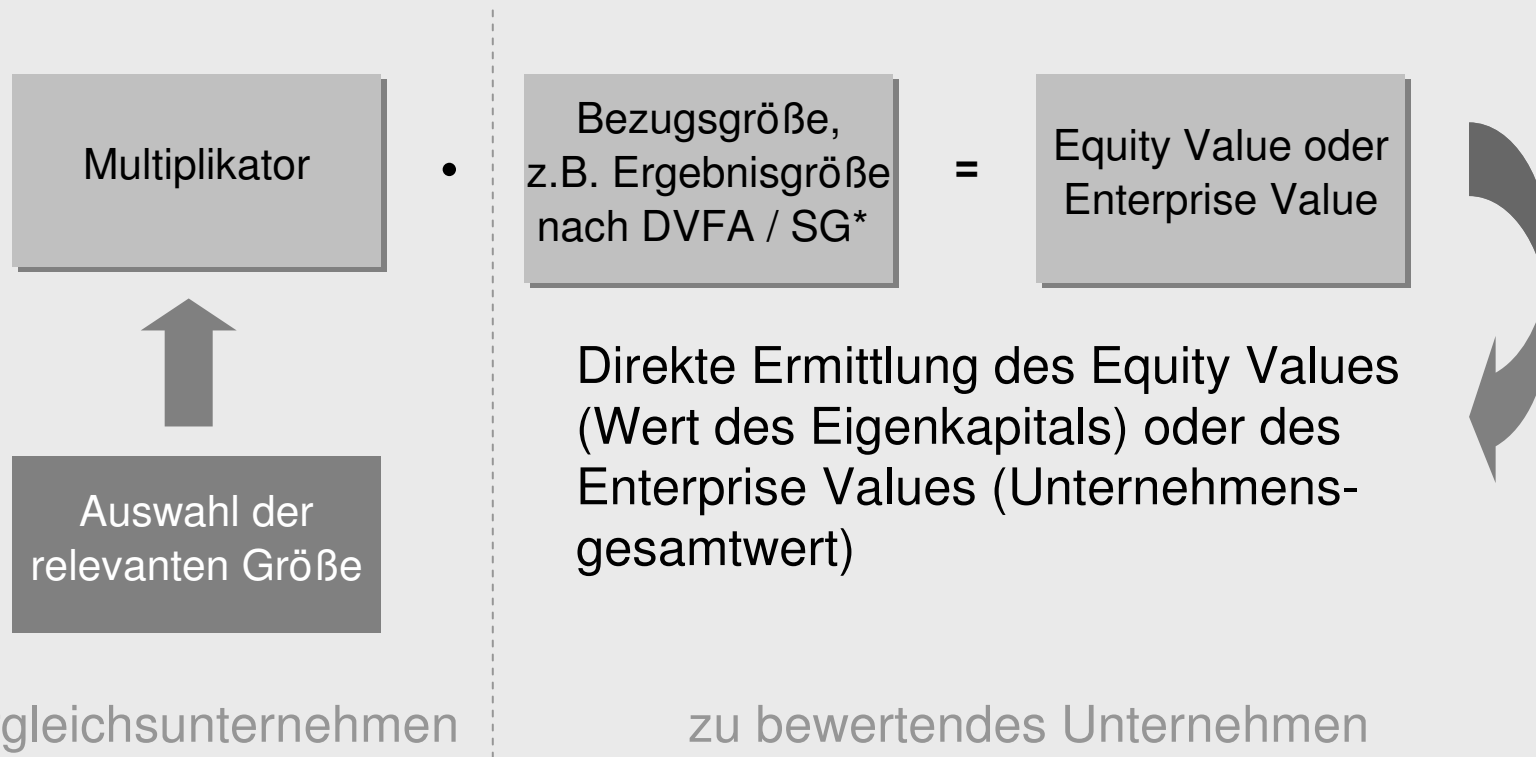 Multiplikator
•
Bezugsgröße,
z.B. Ergebnisgröße
nach DVFA / SG*
=
Equity Value oder
Enterprise Value
Auswahl der
relevanten Größe
Direkte Ermittlung des Equity Values
(Wert des Eigenkapitals) oder des
Enterprise Values (Unternehmens-
gesamtwert)
gleichsunternehmen
zu bewertendes Unternehmen